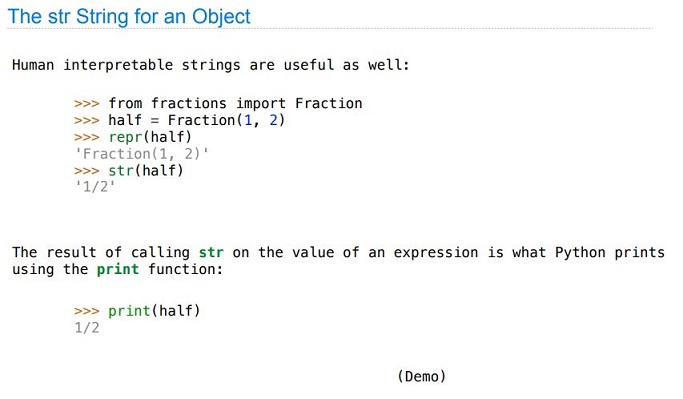 The str String for an Object
Human interpretable strings are useful as well:
>>> from fractions import Fraction
>>> half = Fraction(1, 2)
>>> repr(half)
'Fraction(1, 2)'
>>> str(half)
'1/2'
The result of calling str on the value of an expression is what Python prints
using the print function:
>>> print(half)
1/2
(Demo)